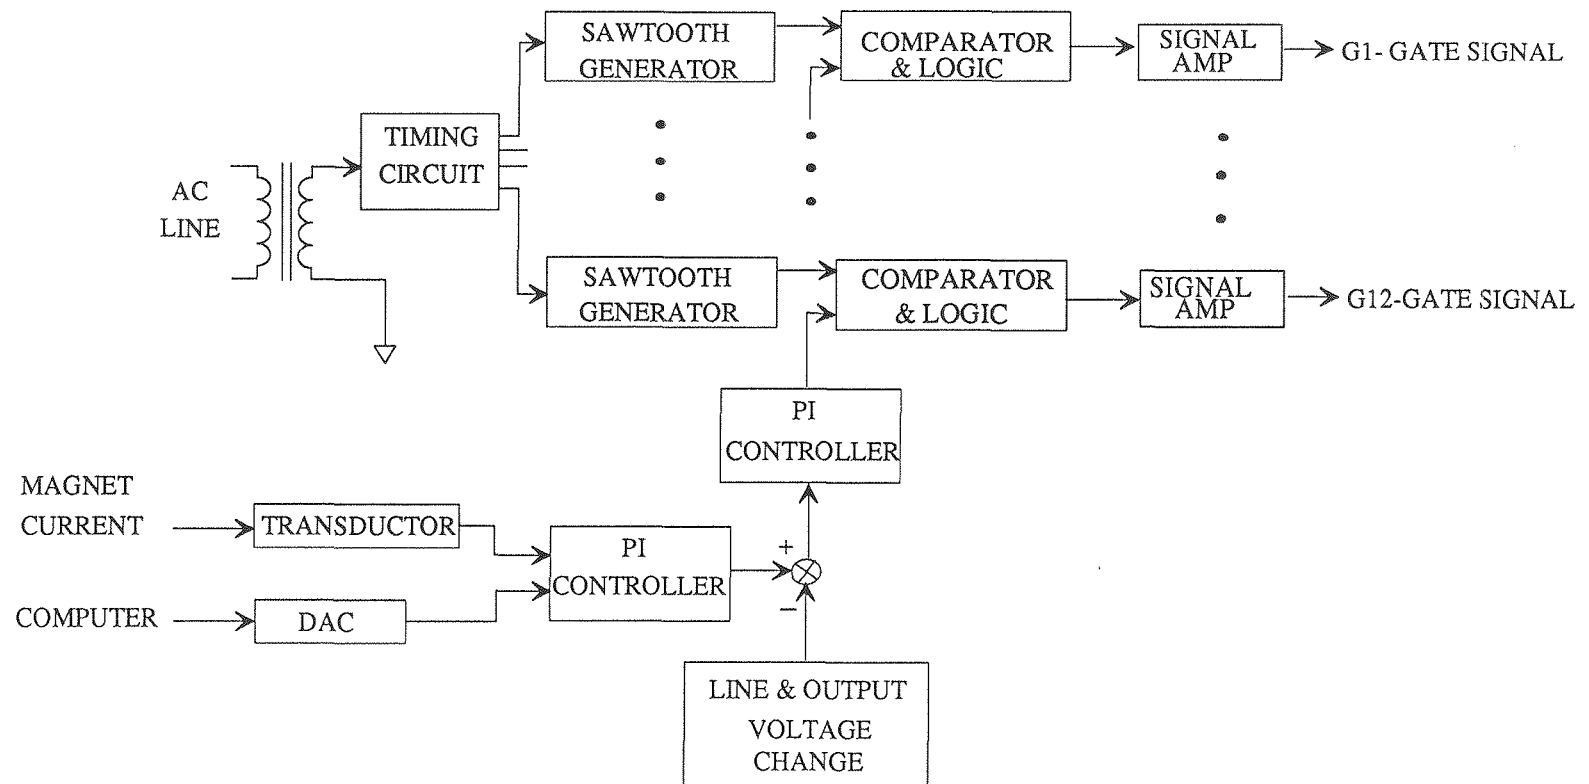 SAWTOOTH
GENERATOR
COMPARATOR
& LOGIC
SIGNAL
AMP
G1- GATE SIGNAL
TIMING
CIRCUIT
AC
LINE
SAWTOOTH
GENERATOR
COMPARATOR
& LOGIC
SIGNAL
AMP
G12-GATE SIGNAL
PI
CONTROLLER
MAGNET
CURRENT
TRANSDUCTOR
PI
CONTROLLER
+
−
COMPUTER
DAC
LINE & OUTPUT
VOLTAGE
CHANGE